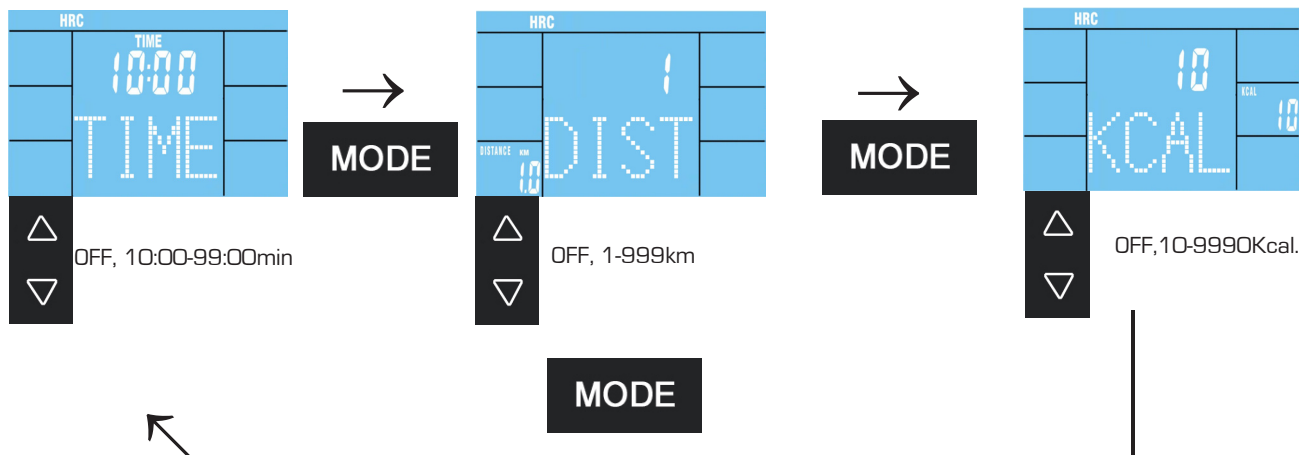 HRC
TIME
10:00
TIME
MODE
OFF, 10:00-99:00min
HRC
1
DISTANCE KM
1.0
DIST
OFF, 1-999km
MODE
HRC
10
KCAL
10
KCAL
OFF,10-9990Kcal.
MODE